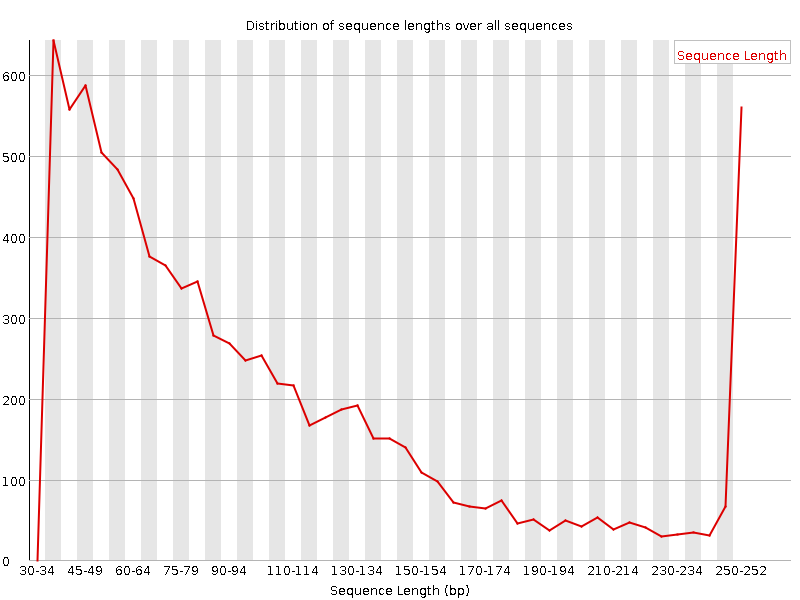 Distribution of sequence lengths over all sequences
Sequence Length
600
500
400
300
200
100
0
30-34 45-49 60-64 75-79 90-94 110-114 130-134 150-154 170-174 190-194 210-214 230-234 250-252
Sequence Length (bp)